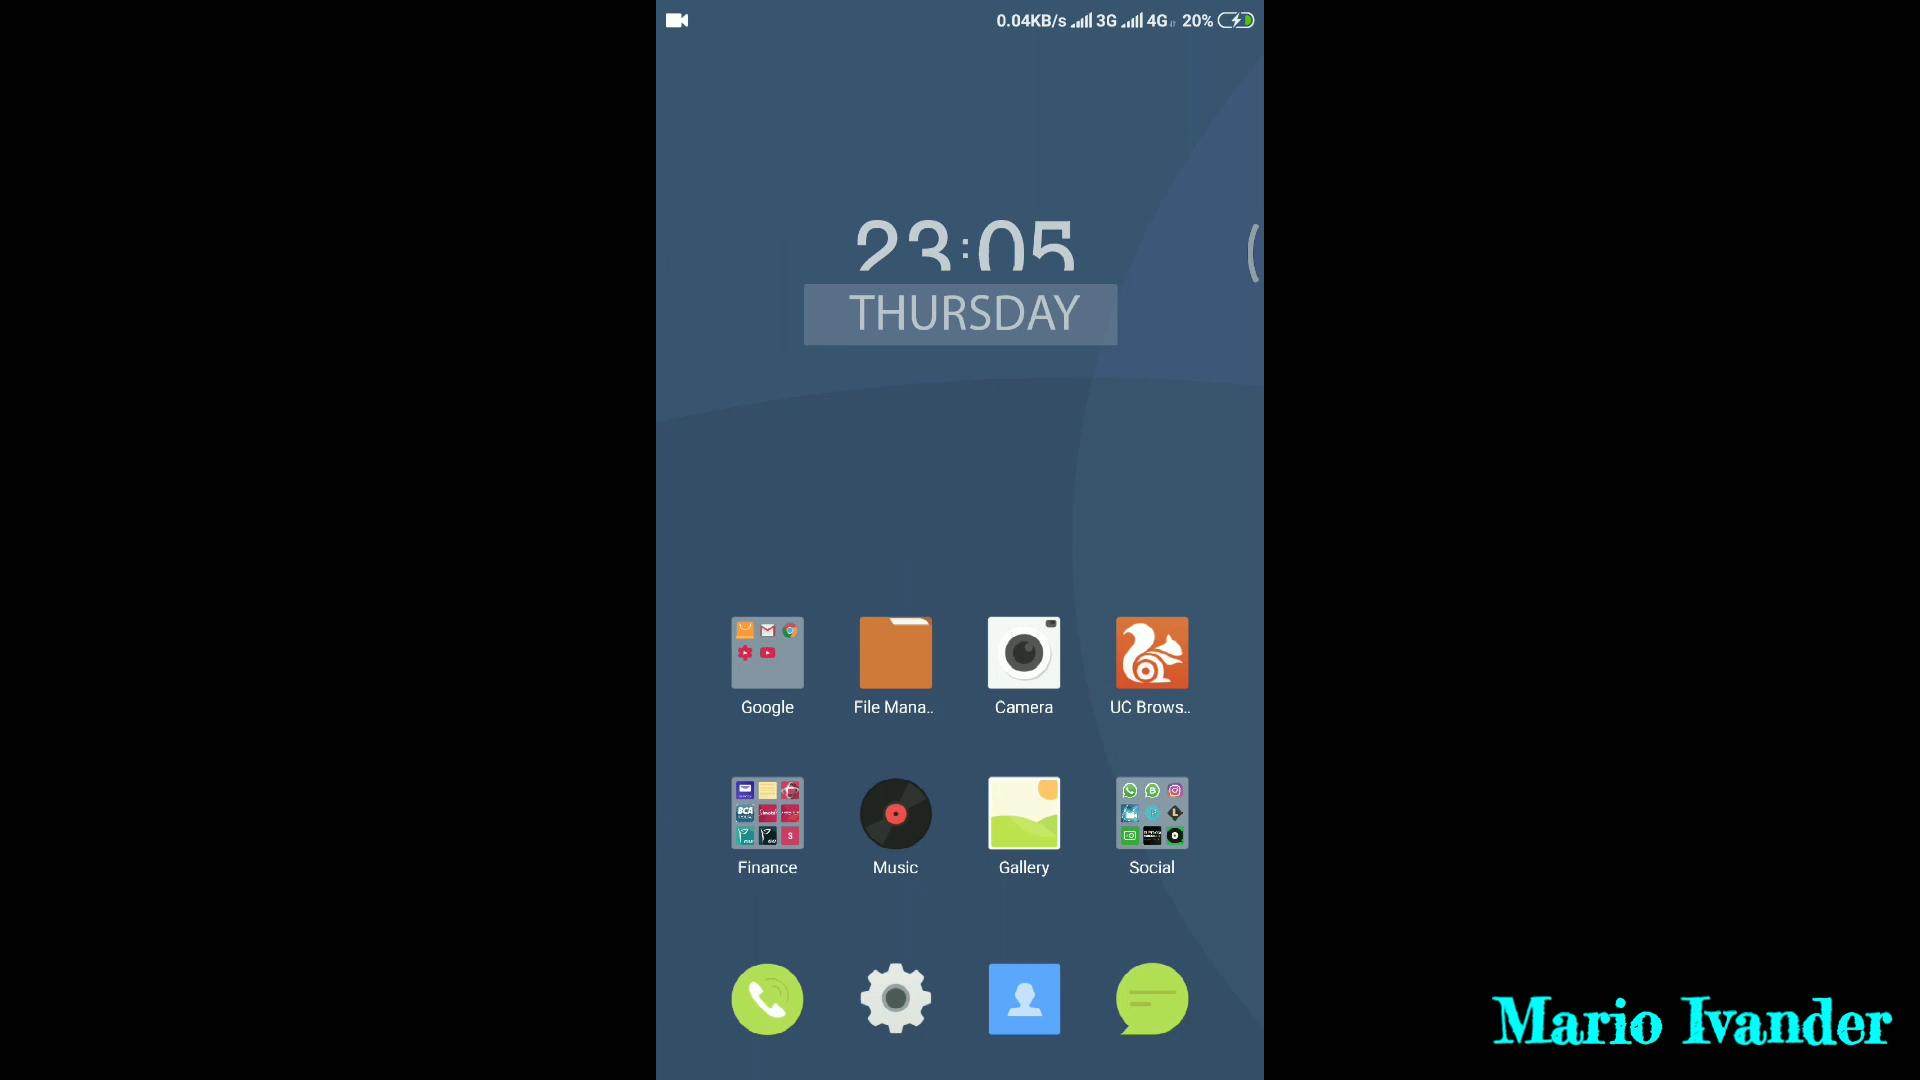 0.04KB/s 3G 4G 20%
23:05
THURSDAY
Google File Mana.. Camera UC Brows..
BCA
Finance Music Gallery Social
Mario Ivander